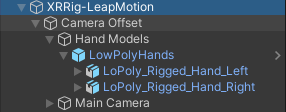 XRRig-LeapMotion
Camera Offset
Hand Models
LowPolyHands
LoPoly_Rigged_Hand_Left
LoPoly_Rigged_Hand_Right
Main Camera